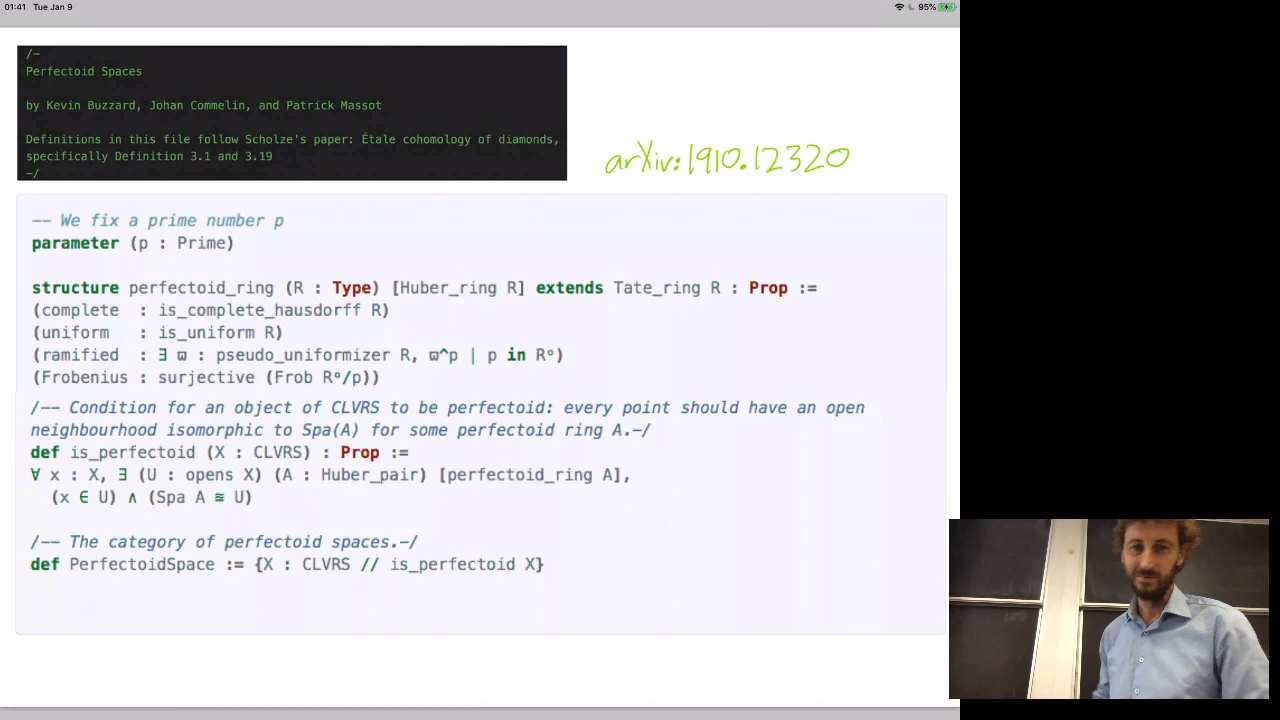 01:41 Tue Jan 9
95%
/-
Perfectoid Spaces
by Kevin Buzzard, Johan Commelin, and Patrick Massot
Definitions in this file follow Scholze's paper: Étale cohomology of diamonds,
specifically Definition 3.1 and 3.19
-/
arXiv:1910.12320
-- We fix a prime number p
parameter (p : Prime)
structure perfectoid_ring (R : Type) [Huber_ring R] extends Tate_ring R : Prop :=
(complete : is_complete_hausdorff R)
(uniform : is_uniform R)
(ramified : ∃ ϖ : pseudo_uniformizer R, ϖ^p | p in Rᵒ)
(Frobenius : surjective (Frob Rᵒ/p))
/-- Condition for an object of CLVRS to be perfectoid: every point should have an open
neighbourhood isomorphic to Spa(A) for some perfectoid ring A.-/
def is_perfectoid (X : CLVRS) : Prop :=
∀ x : X, ∃ (U : opens X) (A : Huber_pair) [perfectoid_ring A],
(x ∈ U) ∧ (Spa A ≅ U)
/-- The category of perfectoid spaces.-/
def PerfectoidSpace := {X : CLVRS // is_perfectoid X}